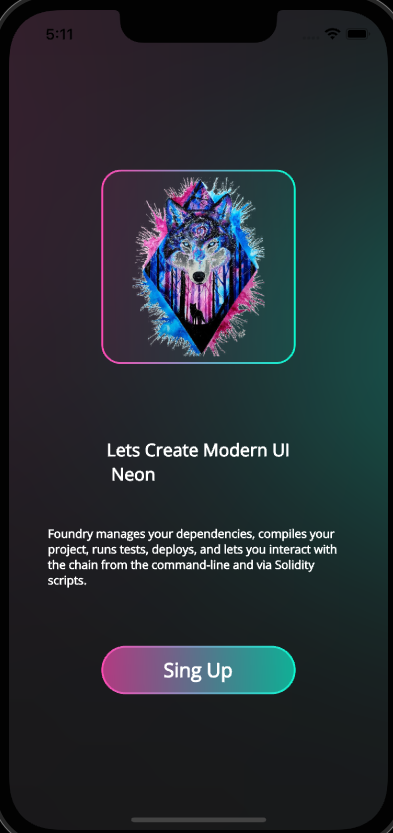 5:11
Lets Create Modern UI
Neon
Foundry manages your dependencies, compiles your
project, runs tests, deploys, and lets you interact with
the chain from the command-line and via Solidity
scripts.
Sing Up